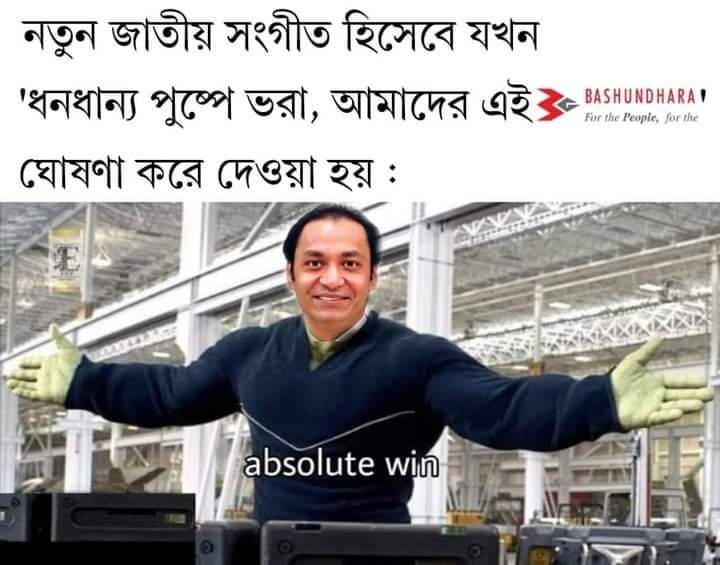 নতুন জাতীয় সংগীত হিসেবে যখন
'ধনধান্য পুষ্পে ভরা, আমাদের এই BASHUNDHARA'
For the People, for the
ঘোষণা করে দেওয়া হয় :
absolute win